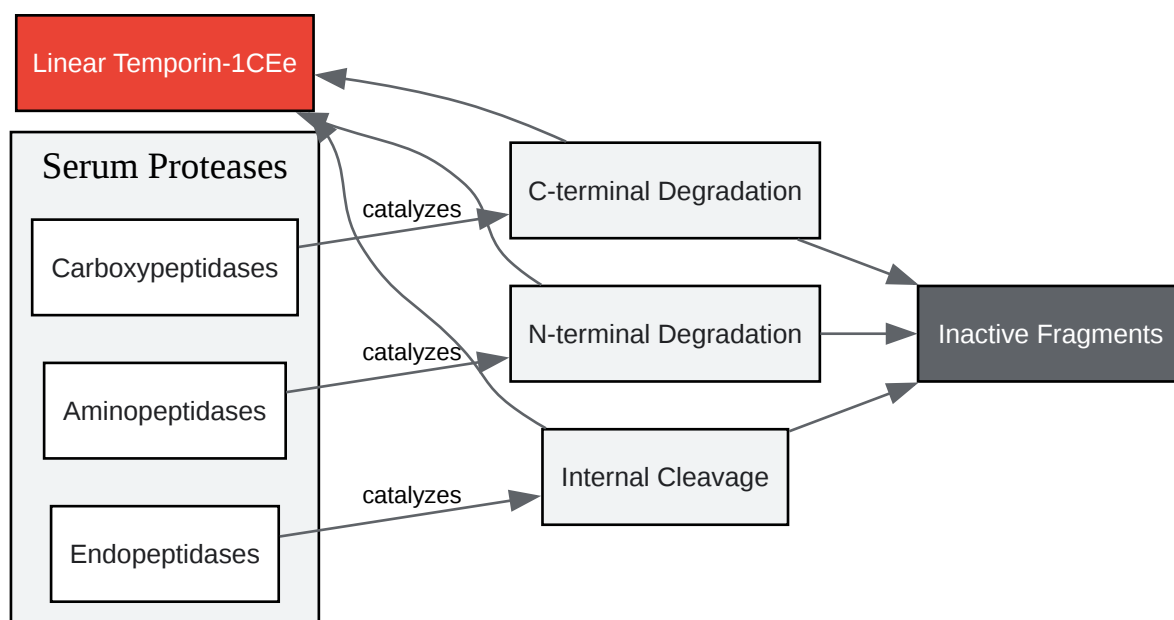 Linear Temporin-1CEe
Serum Proteases
Carboxypeptidases
Aminopeptidases
Endopeptidases
catalyzes
catalyzes
catalyzes
C-terminal Degradation
N-terminal Degradation
Internal Cleavage
Inactive Fragments